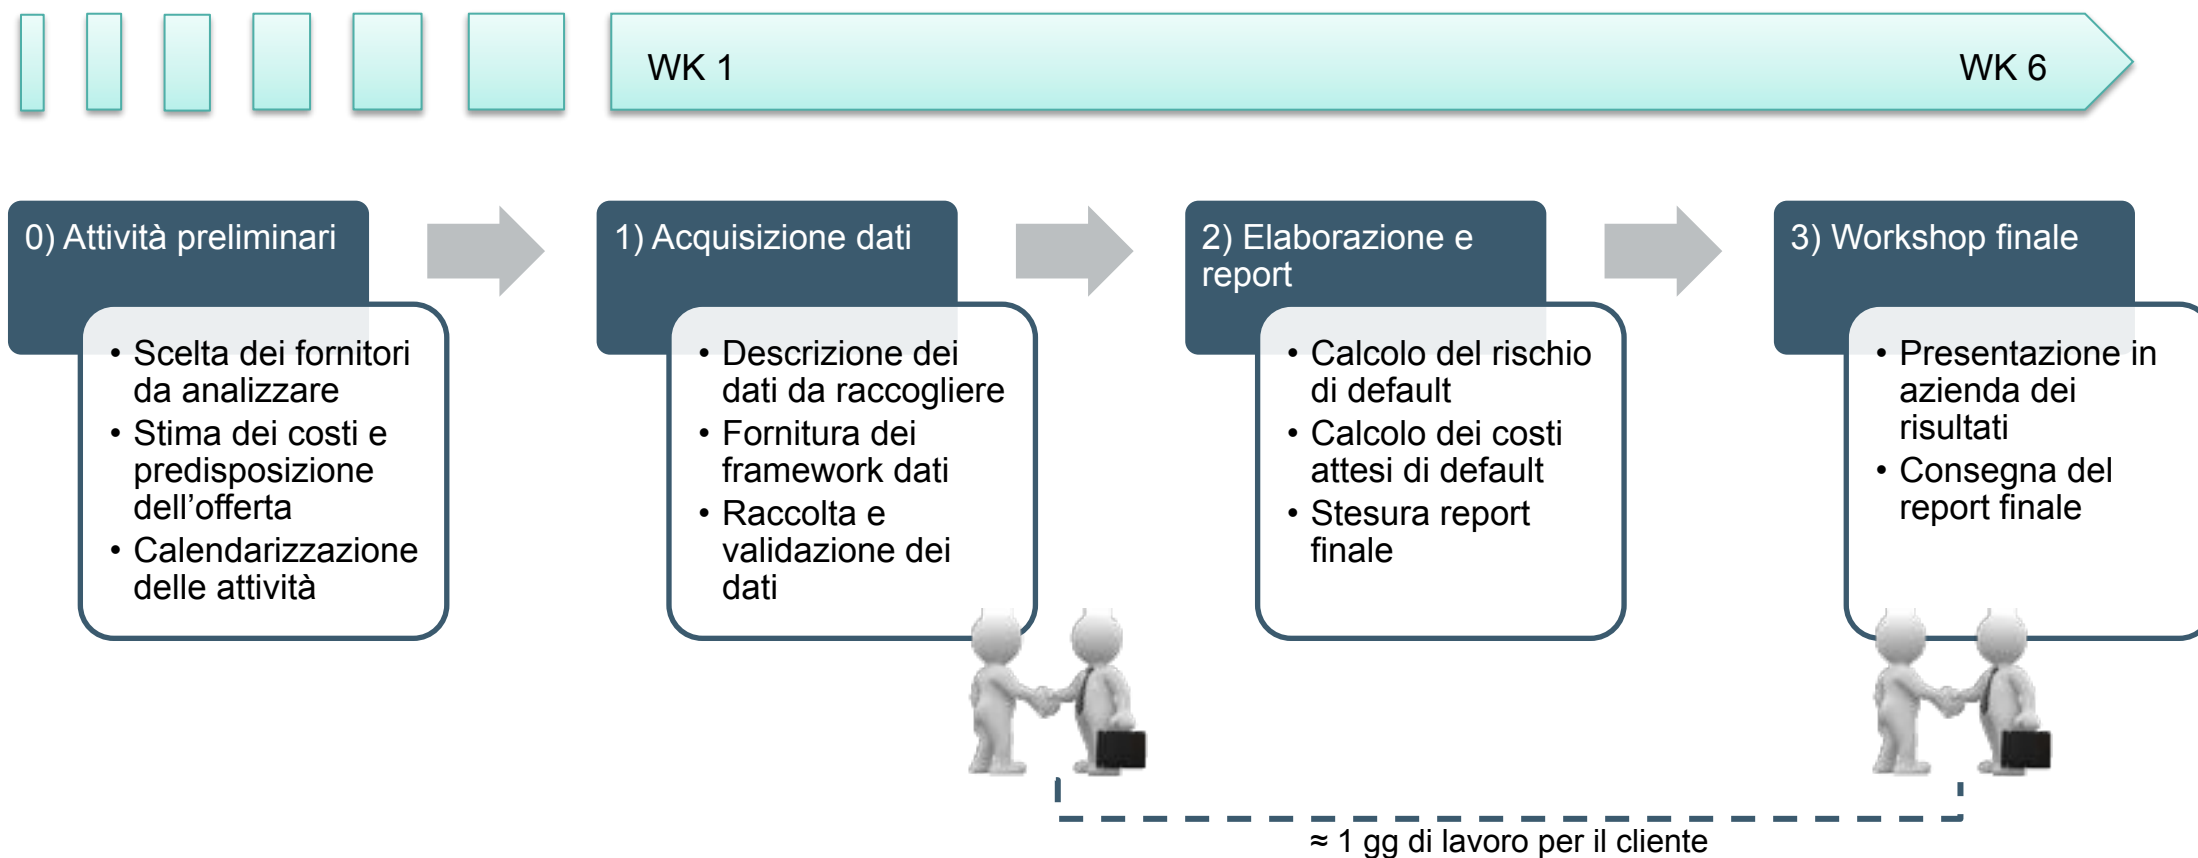 WK 1
WK 6
0) Attività preliminari
• Scelta dei fornitori
da analizzare
• Stima dei costi e
predisposizione
dell’offerta
• Calendarizzazione
delle attività
1) Acquisizione dati
• Descrizione dei
dati da raccogliere
• Fornitura dei
framework dati
• Raccolta e
validazione dei
dati
2) Elaborazione e
report
• Calcolo del rischio
di default
• Calcolo dei costi
attesi di default
• Stesura report
finale
3) Workshop finale
• Presentazione in
azienda dei
risultati
• Consegna del
report finale
≈ 1 gg di lavoro per il cliente